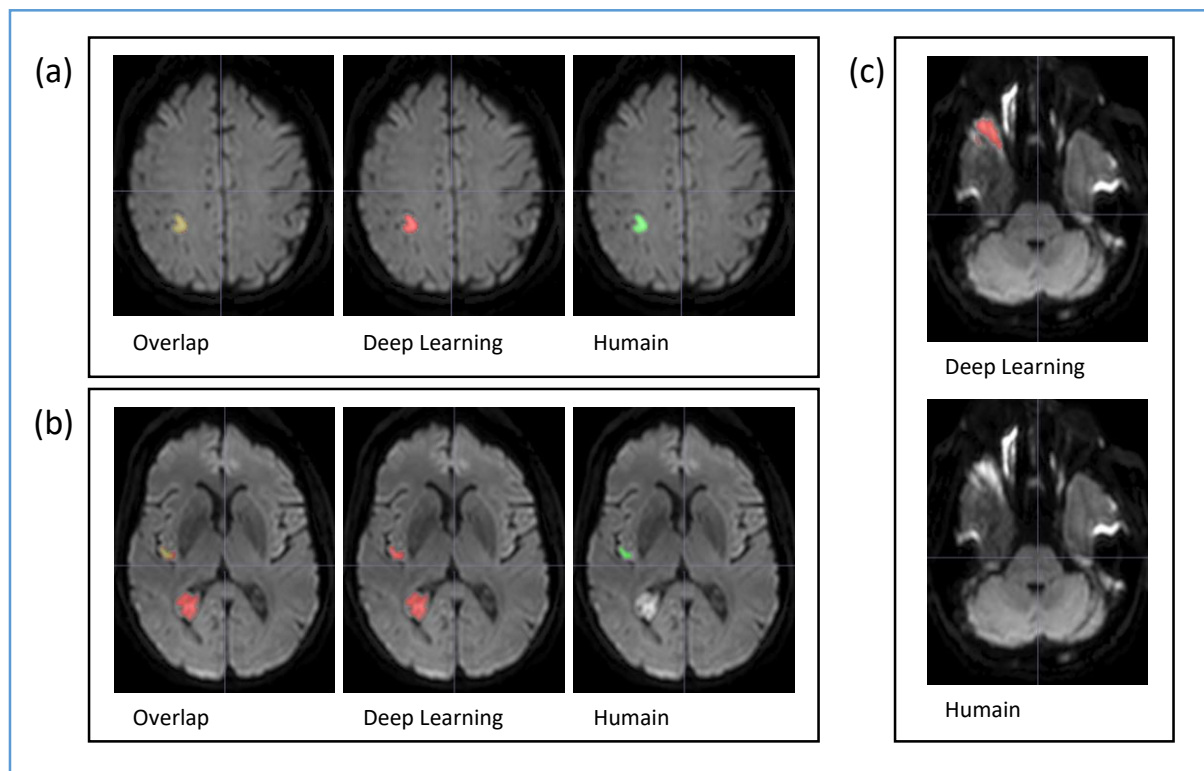 (a)
Overlap Deep Learning Humain
(b)
Overlap Deep Learning Humain
(c)
Deep Learning
Humain